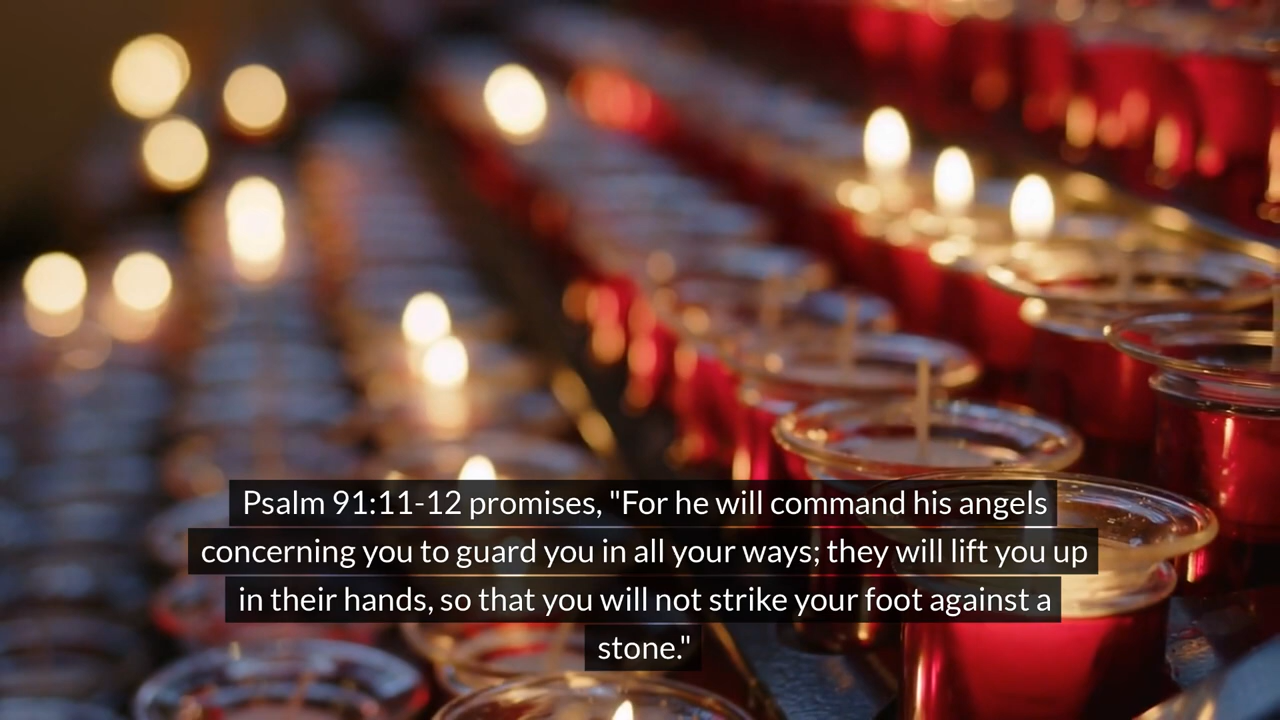 Psalm 91:11-12 promises, "For he will command his angels
concerning you to guard you in all your ways; they will lift you up
in their hands, so that you will not strike your foot against a
stone."